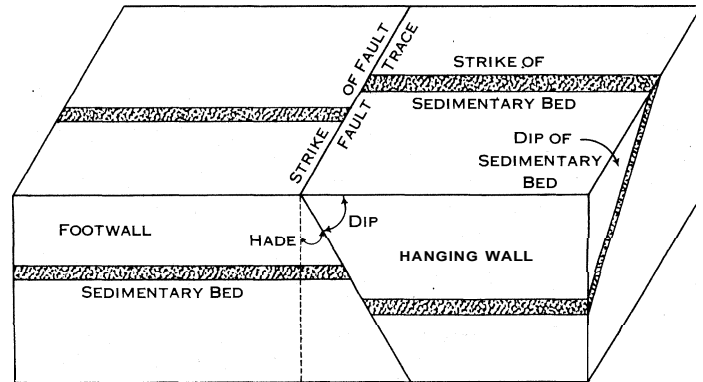 STRIKE OF FAULT
FAULT TRACE
STRIKE OF
SEDIMENTARY BED
DIP OF
SEDIMENTARY
BED
FOOTWALL
HADE
DIP
HANGING WALL
SEDIMENTARY BED